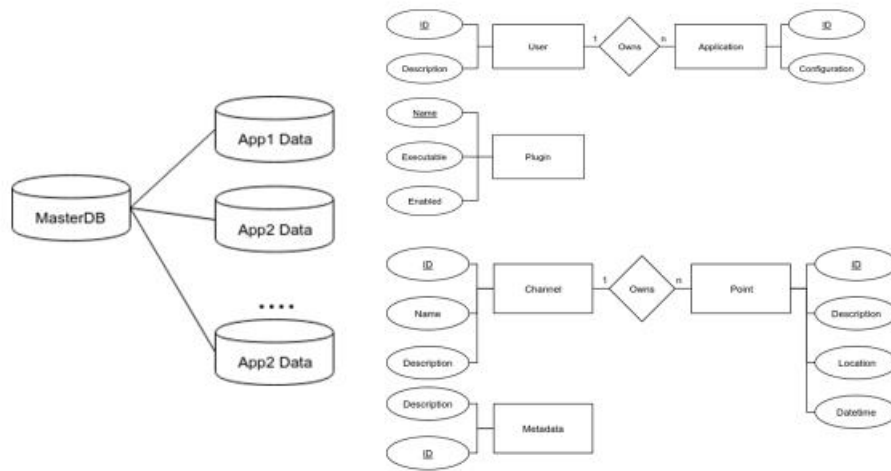 MasterDB
App1 Data
App2 Data
....
App2 Data
ID
Description
User
1
Owns
n
Application
ID
Configuration
Name
Executable
Enabled
Plugin
ID
Name
Description
Channel
1
Owns
n
Point
ID
Description
Location
Datetime
Description
ID
Metadata